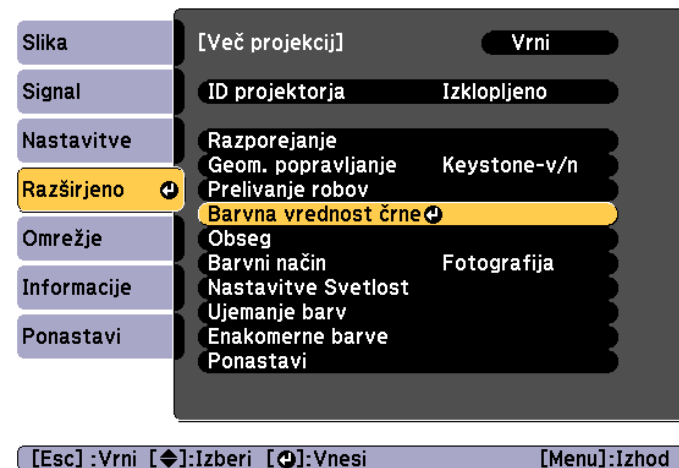 Slika
Signal
Nastavitve
Razširjeno
Omrežje
Informacije
Ponastavi
[Več projekcij] Vrni
ID projektorja Izklopljeno
Razporejanje
Geom. popravljanje Keystone-v/n
Prelivanje robov
Barvna vrednost črne
Obseg
Barvni način Fotografija
Nastavitve Svetlost
Ujemanje barv
Enakomerne barve
Ponastavi
[Esc] :Vrni [◆]:Izberi [⏎]:Vnesi [Menu]:Izhod